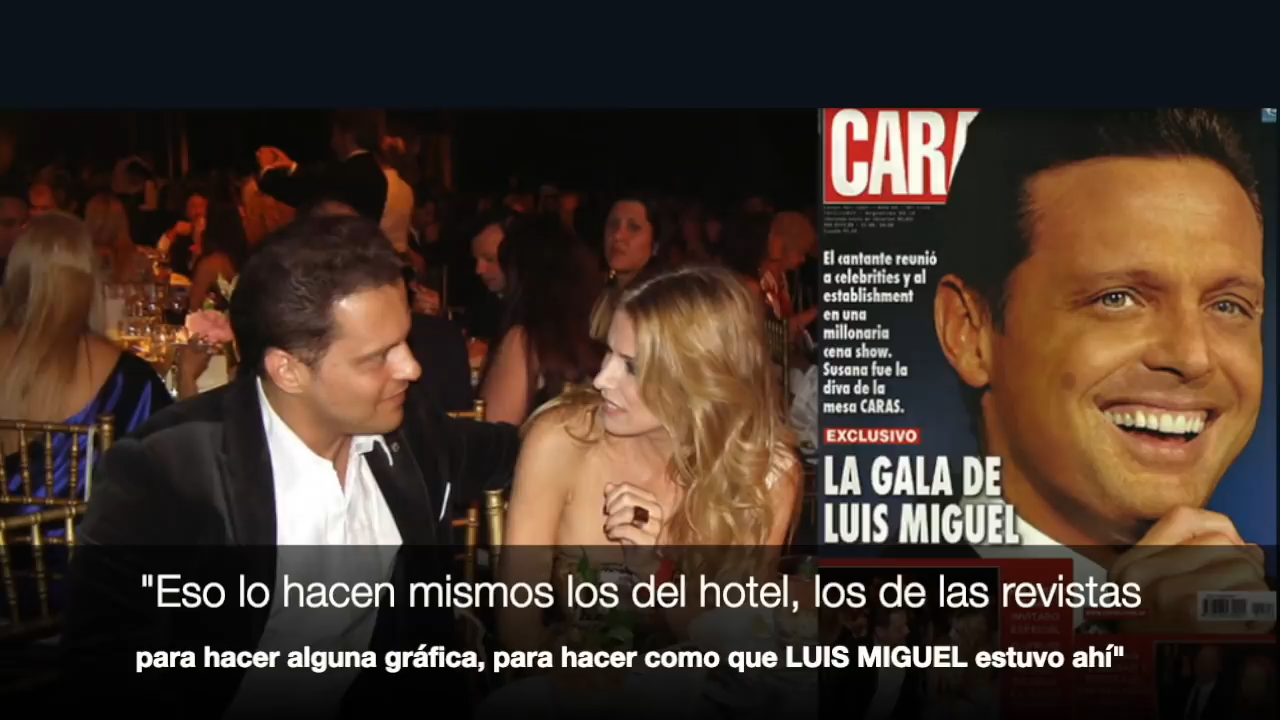 CARA
El cantante reunió
a celebrities y al
establishment
en una
millonaria
cena show.
Susana fue la
diva de la
mesa CARAS.
EXCLUSIVO
LA GALA DE
LUIS MIGUEL
"Eso lo hacen mismos los del hotel, los de las revistas
para hacer alguna gráfica, para hacer como que LUIS MIGUEL estuvo ahí"